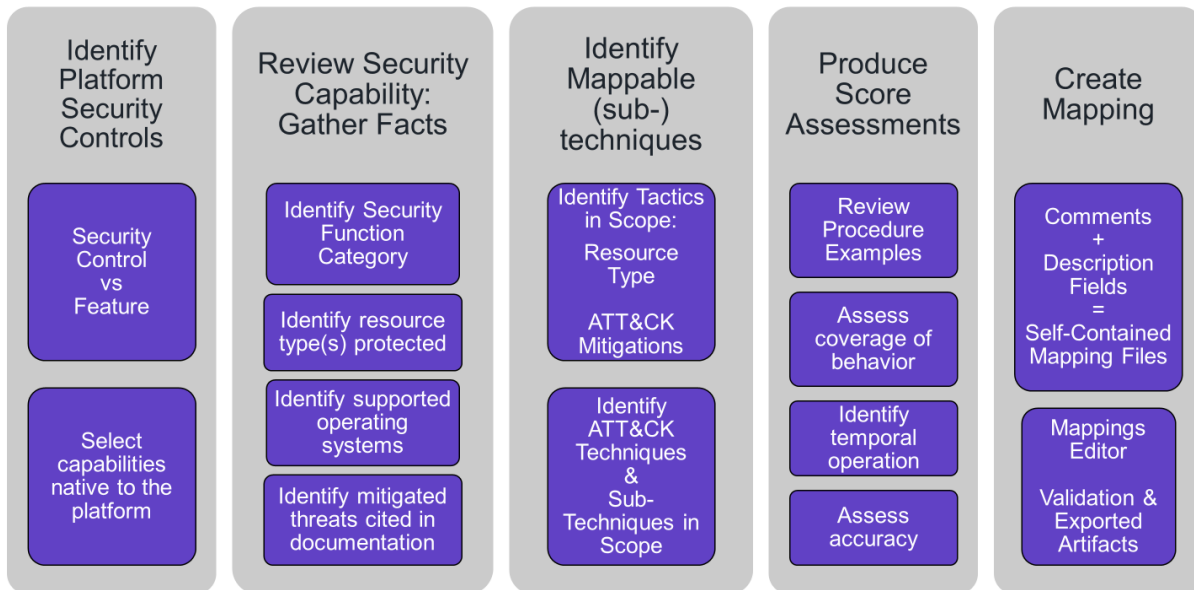 Identify
Platform
Security
Controls
Security
Control
vs
Feature
Select
capabilities
native to the
platform
Review Security
Capability:
Gather Facts
Identify Security
Function
Category
Identify resource
type(s) protected
Identify supported
operating
systems
Identify mitigated
threats cited in
documentation
Identify
Mappable
(sub-)
techniques
Identify Tactics
in Scope:
Resource
Type
ATT&CK
Mitigations
Identify
ATT&CK
Techniques
&
Sub-
Techniques in
Scope
Produce
Score
Assessments
Review
Procedure
Examples
Assess
coverage of
behavior
Identify
temporal
operation
Assess
accuracy
Create
Mapping
Comments
+
Description
Fields
=
Self-Contained
Mapping Files
Mappings
Editor
Validation &
Exported
Artifacts